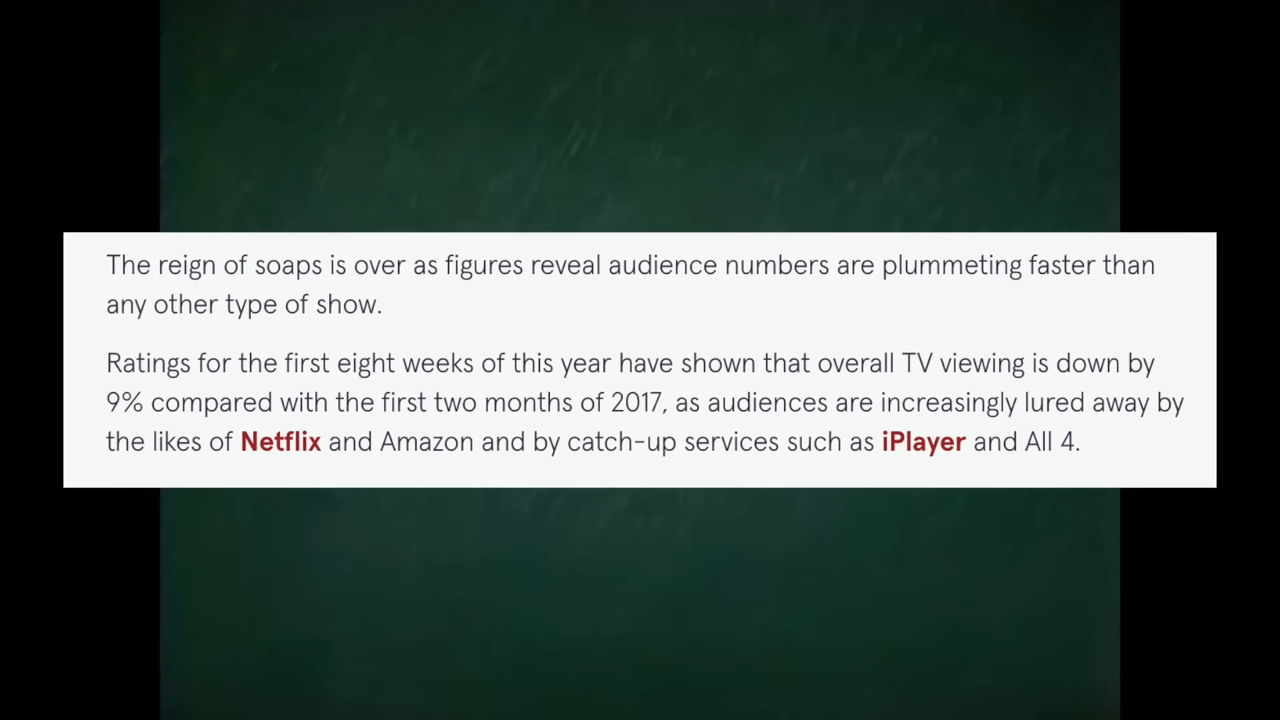 The reign of soaps is over as figures reveal audience numbers are plummeting faster than
any other type of show.
Ratings for the first eight weeks of this year have shown that overall TV viewing is down by
9% compared with the first two months of 2017, as audiences are increasingly lured away by
the likes of Netflix and Amazon and by catch-up services such as iPlayer and All 4.